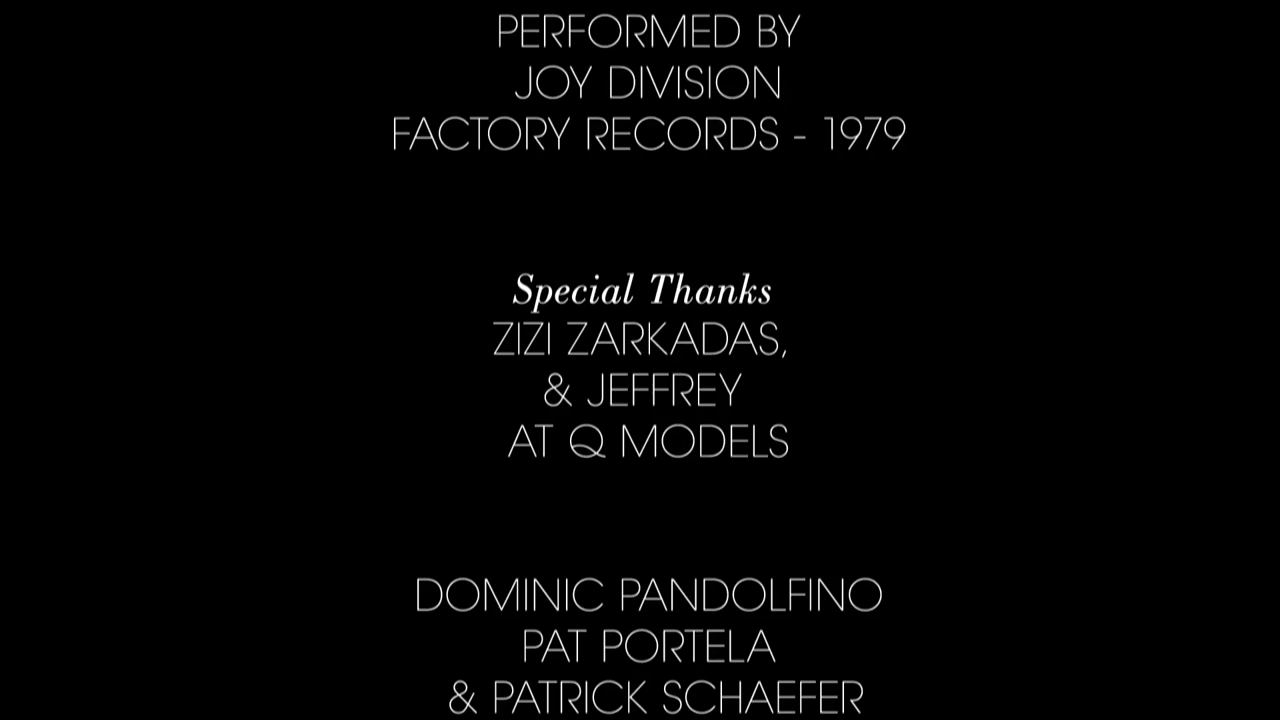 PERFORMED BY
JOY DIVISION
FACTORY RECORDS - 1979
Special Thanks
ZIZI ZARKADAS,
& JEFFREY
AT Q MODELS
DOMINIC PANDOLFINO
PAT PORTELA
& PATRICK SCHAEFER